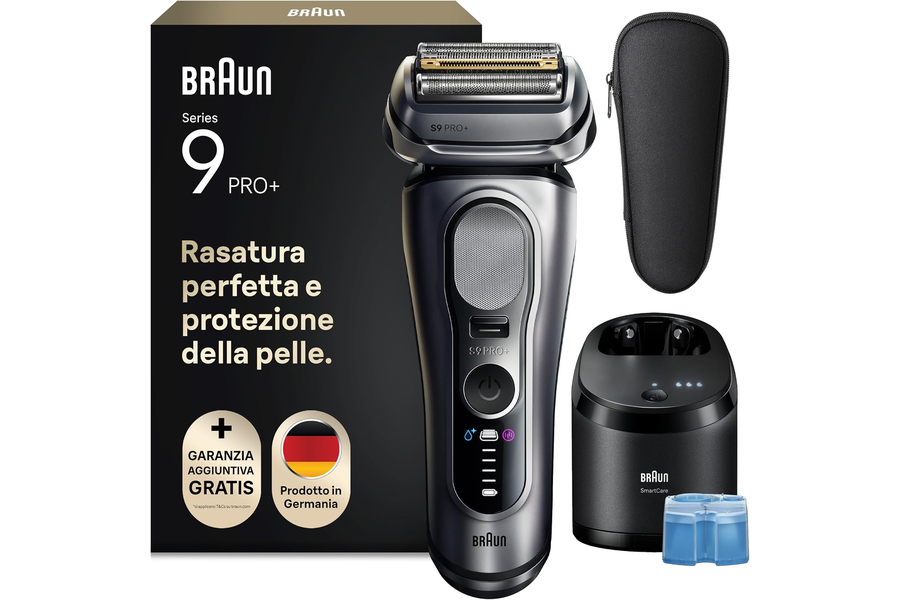 BRAUN
BRAUN
Series
9 PRO+
Rasatura
perfetta e
protezione
della pelle.
+
GARANZIA
AGGIUNTIVA
GRATIS
Prodotto in
Germania
S9 PRO+
S9 PRO+
BRAUN
BRAUN
SmartCare